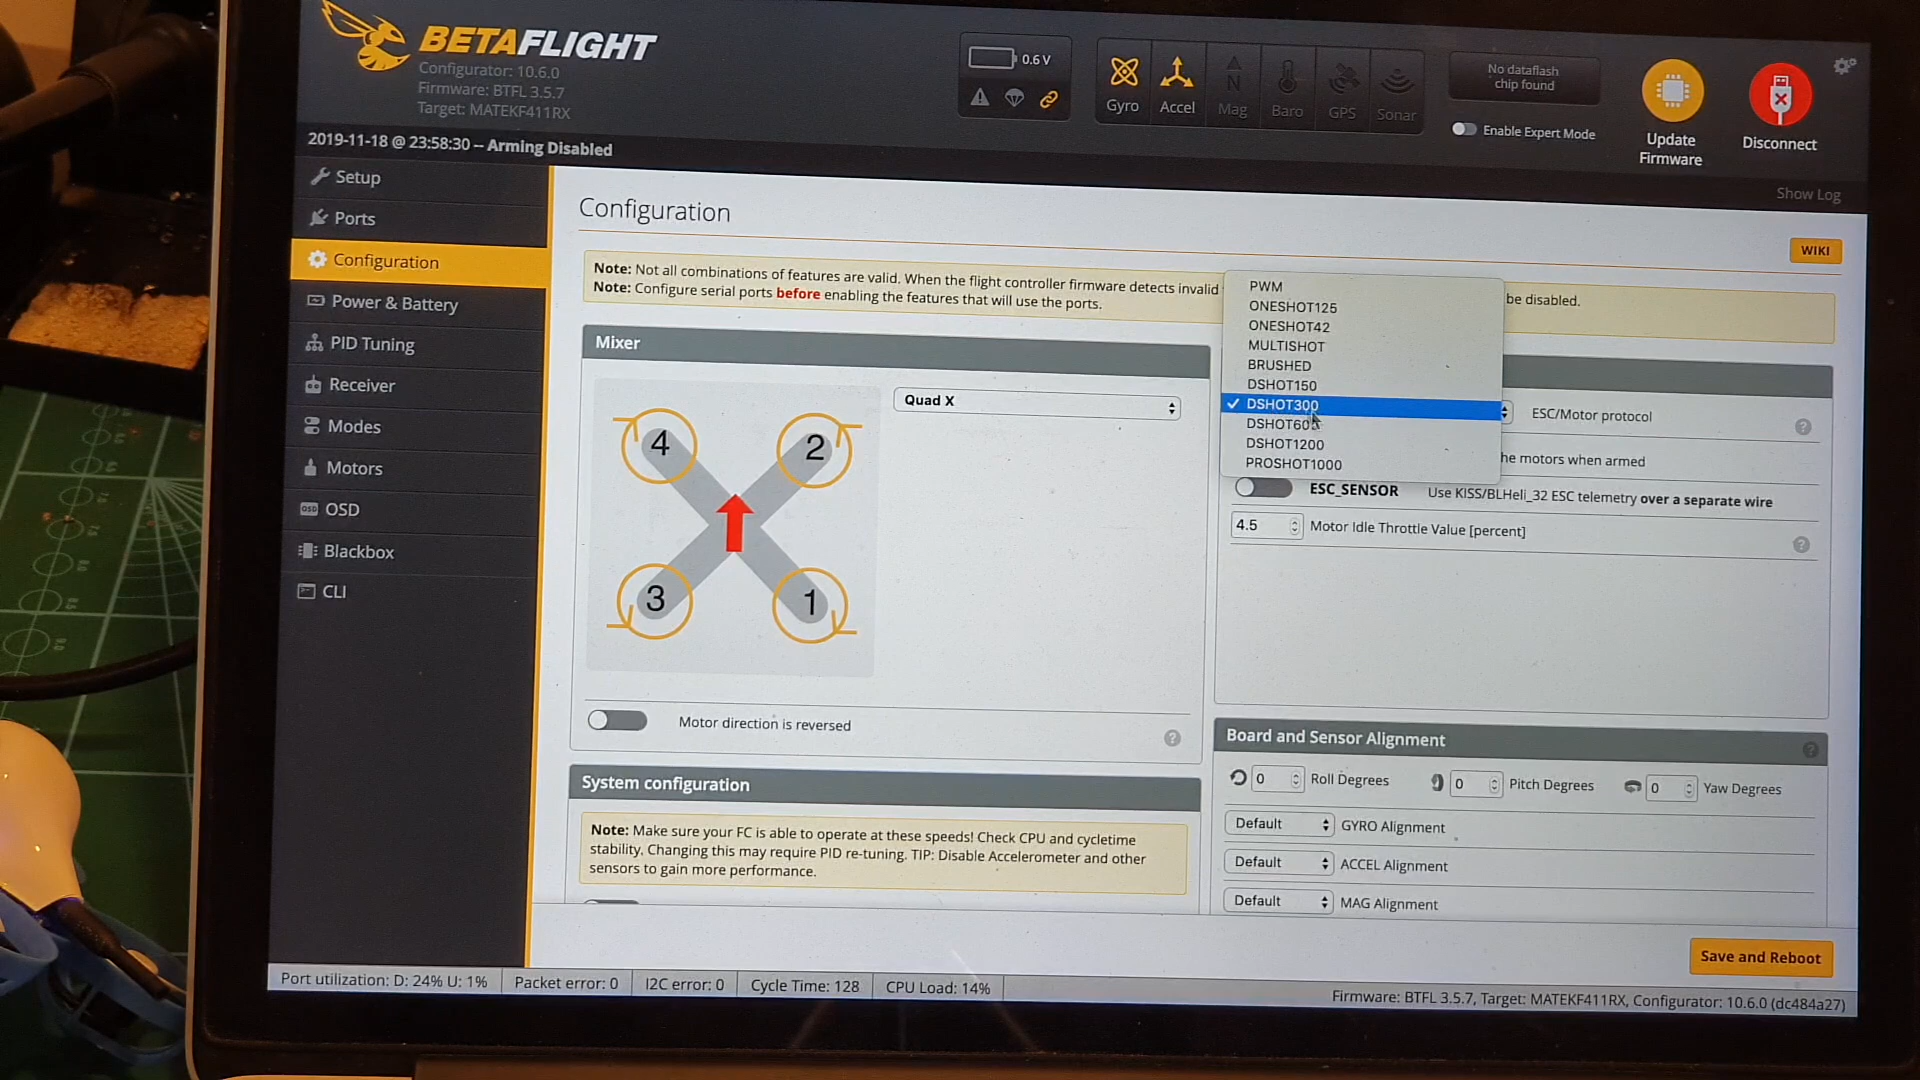 BETAFLIGHT
Configurator: 10.6.0
Firmware: BTFL 3.5.7
Target: MATEKF411RX
0.6 V
Gyro
Accel
Mag
Baro
GPS
Sonar
No dataflash
chip found
Enable Expert Mode
Update
Firmware
Disconnect
2019-11-18 @ 23:58:30 -- Arming Disabled
Show Log
Setup
Ports
Configuration
Power & Battery
PID Tuning
Receiver
Modes
Motors
OSD
Blackbox
CLI
Configuration
WIKI
Note: Not all combinations of features are valid. When the flight controller firmware detects invalid be disabled.
Note: Configure serial ports before enabling the features that will use the ports.
Mixer
Quad X
4
2
3
1
Motor direction is reversed
PWM
ONESHOT125
ONESHOT42
MULTISHOT
BRUSHED
DSHOT150
DSHOT300
DSHOT60
DSHOT1200
PROSHOT1000
ESC/Motor protocol
he motors when armed
ESC_SENSOR Use KISS/BLHeli_32 ESC telemetry over a separate wire
4.5 Motor Idle Throttle Value [percent]
System configuration
Note: Make sure your FC is able to operate at these speeds! Check CPU and cycletime
stability. Changing this may require PID re-tuning. TIP: Disable Accelerometer and other
sensors to gain more performance.
Board and Sensor Alignment
0 Roll Degrees 0 Pitch Degrees 0 Yaw Degrees
Default GYRO Alignment
Default ACCEL Alignment
Default MAG Alignment
Save and Reboot
Port utilization: D: 24% U: 1% Packet error: 0 I2C error: 0 Cycle Time: 128 CPU Load: 14%
Firmware: BTFL 3.5.7, Target: MATEKF411RX, Configurator: 10.6.0 (dc484a27)